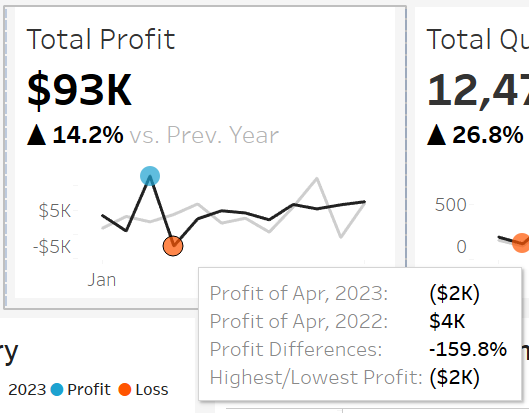 Total Profit
$93K
▲ 14.2% vs. Prev. Year
$5K
-$5K
Jan
Total Qu
12,47
▲ 26.8%
500
0
Profit of Apr, 2023: ($2K)
Profit of Apr, 2022: $4K
Profit Differences: -159.8%
Highest/Lowest Profit: ($2K)
ry
2023 Profit Loss